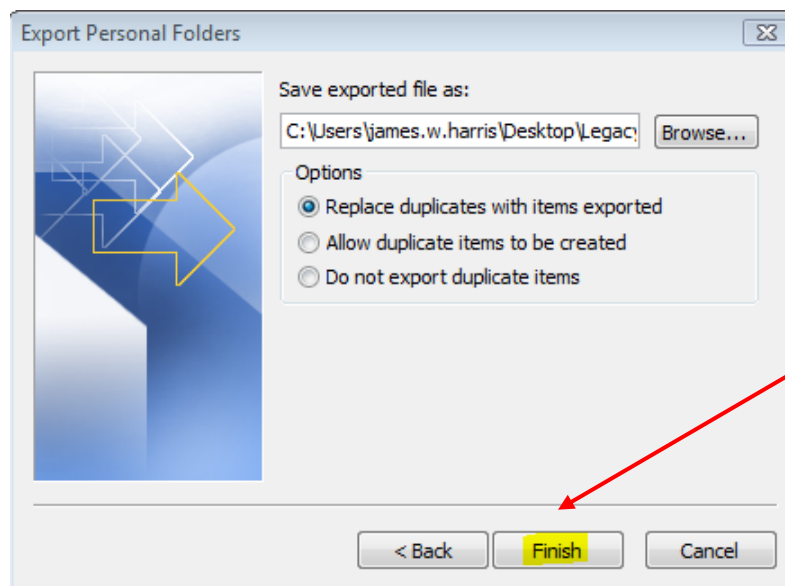 Export Personal Folders
Save exported file as:
C:\Users\james.w.harris\Desktop\Legacy
Browse...
Options
Replace duplicates with items exported
Allow duplicate items to be created
Do not export duplicate items
< Back
Finish
Cancel